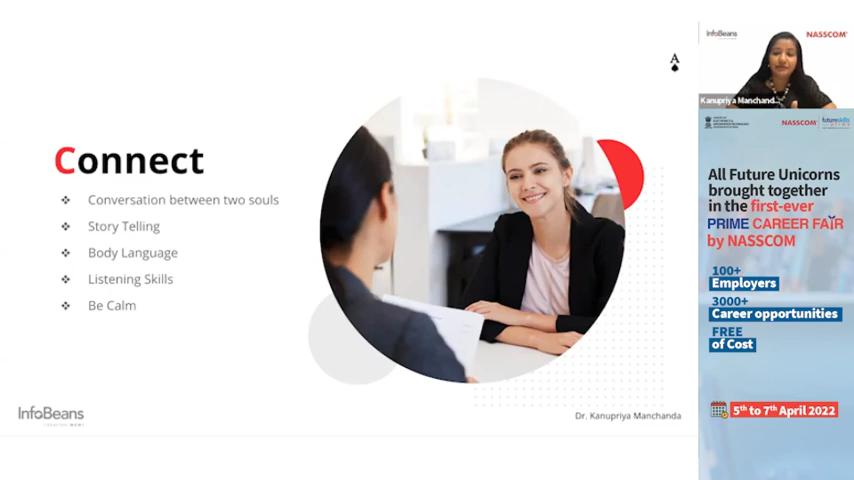 A
Connect
Conversation between two souls
Story Telling
Body Language
Listening Skills
Be Calm
InfoBeans
Dr. Kanupriya Manchanda
InfoBeans
NASSCOM
Kanupriya Manchand...
NASSCOM
futureskills
All Future Unicorns
brought together
in the first-ever
PRIME CAREER FAIR
by NASSCOM
100+
Employers
3000+
Career opportunities
FREE
of Cost
5th to 7th April 2022